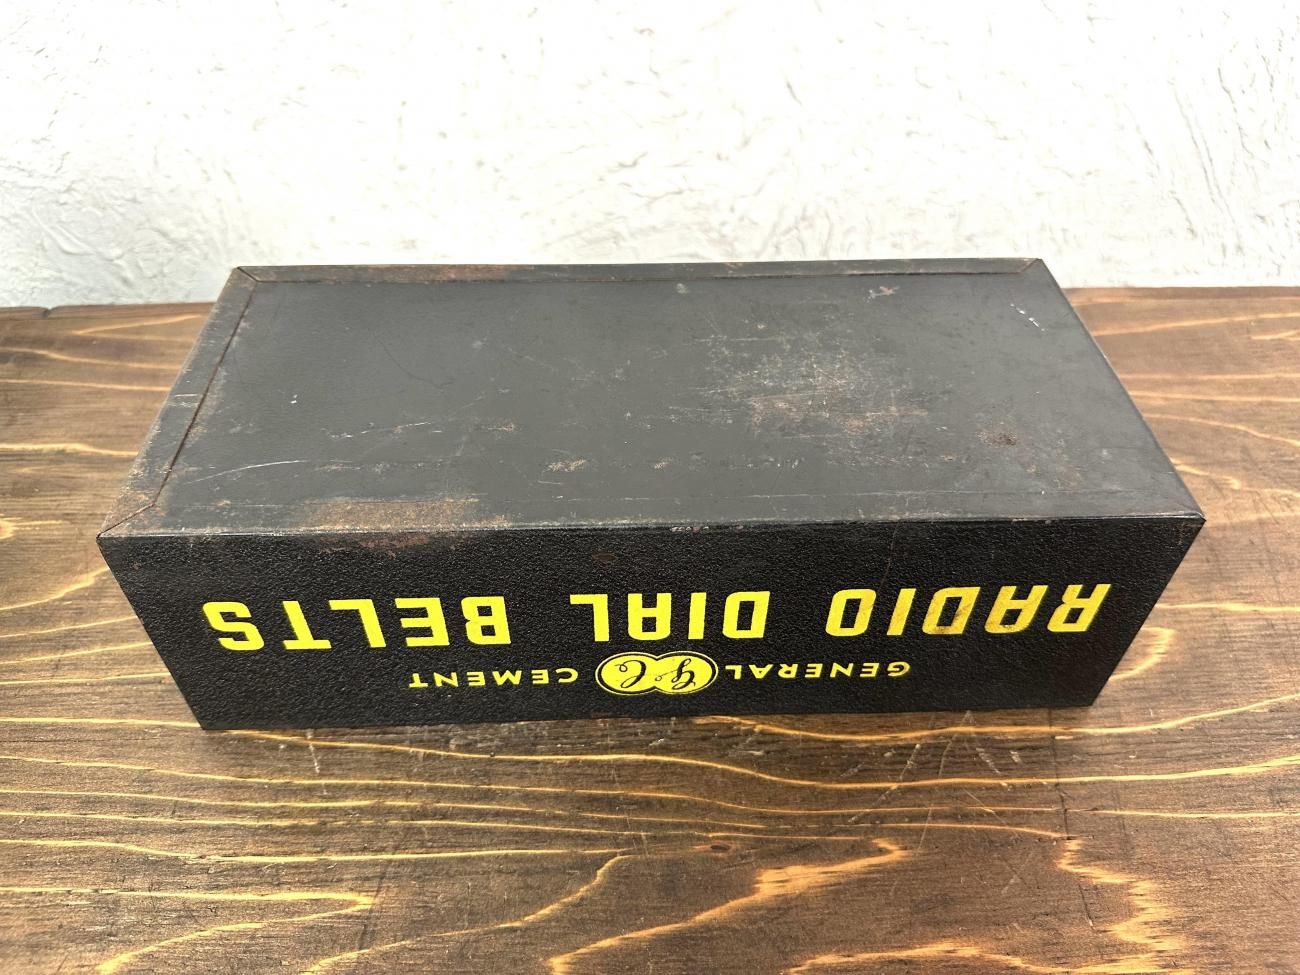 GENERAL G.C CEMENT
RADIO DIAL BELTS